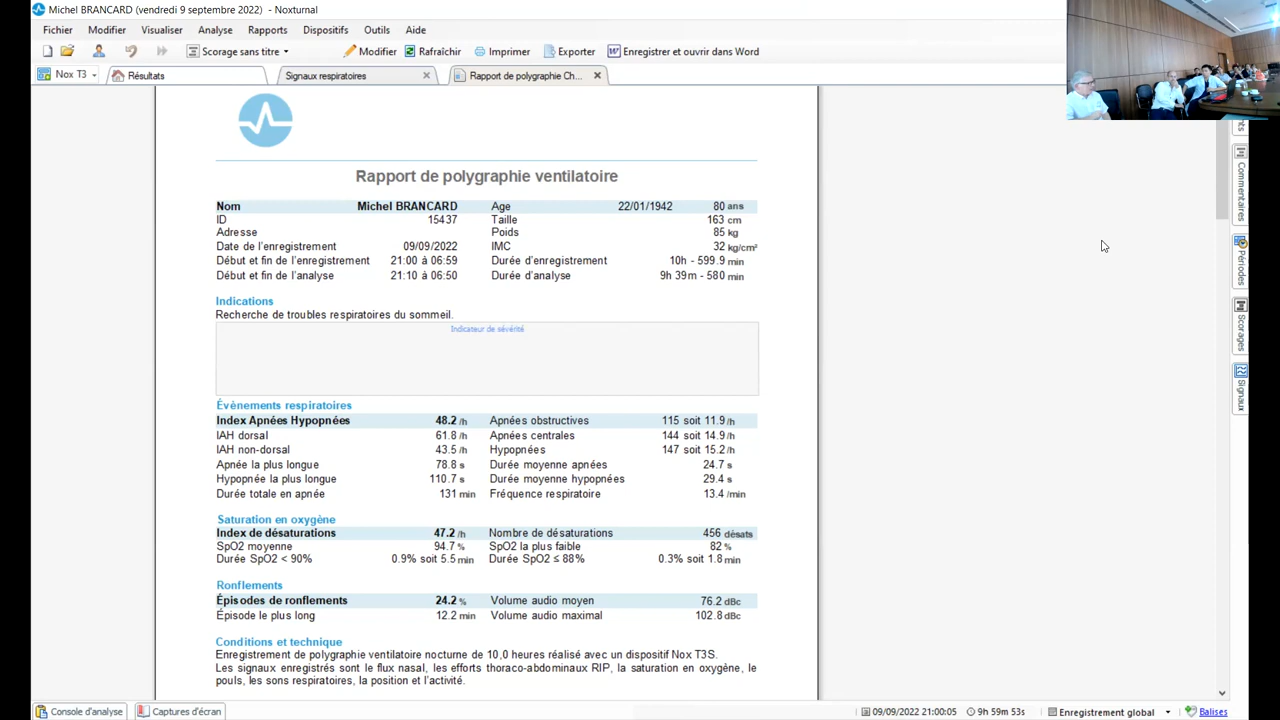 Michel BRANCARD (vendredi 9 septembre 2022) - Noxturnal
Fichier Modifier Visualiser Analyse Rapports Dispositifs Outils Aide
Scorage sans titre Modifier Rafraîchir Imprimer Exporter Enregistrer et ouvrir dans Word
Nox T3 Résultats Signaux respiratoires Rapport de polygraphie Ch...
Rapport de polygraphie ventilatoire
Nom Michel BRANCARD Age 22/01/1942 80 ans
ID 15437 Taille 163 cm
Adresse Poids 85 kg
Date de l'enregistrement 09/09/2022 IMC 32 kg/cm²
Début et fin de l'enregistrement 21:00 á 06:59 Durée d'enregistrement 10h - 599.9 min
Début et fin de l'analyse 21:10 á 06:50 Durée d'analyse 9h 39m - 580 min
Indications
Recherche de troubles respiratoires du sommeil.
Indicateur de sévérité
Évènements respiratoires
Index Apnées Hypopnées 48.2 /h Apnées obstructives 115 soit 11.9 /h
IAH dorsal 61.8 /h Apnées centrales 144 soit 14.9 /h
IAH non-dorsal 43.5 /h Hypopnées 147 soit 15.2 /h
Apnée la plus longue 78.8 s Durée moyenne apnées 24.7 s
Hypopnée la plus longue 110.7 s Durée moyenne hypopnées 29.4 s
Durée totale en apnée 131 min Fréquence respiratoire 13.4 /min
Saturation en oxygène
Index de désaturations 47.2 /h Nombre de désaturations 456 désats
SpO2 moyenne 94.7 % SpO2 la plus faible 82 %
Durée SpO2 < 90% 0.9% soit 5.5 min Durée SpO2 ≤ 88% 0.3% soit 1.8 min
Ronflements
Épisodes de ronflements 24.2 % Volume audio moyen 76.2 dBc
Épisode le plus long 12.2 min Volume audio maximal 102.8 dBc
Conditions et technique
Enregistrement de polygraphie ventilatoire nocturne de 10,0 heures réalisé avec un dispositif Nox T3S.
Les signaux enregistrés sont le flux nasal, les efforts thoraco-abdominaux RIP, la saturation en oxygène, le
pouls, les sons respiratoires, la position et l'activité.
Commentaires
Périodes
Scorages
Signaux
Console d'analyse Captures d'écran 09/09/2022 21:00:05 9h 59m 53s Enregistrement global Balises